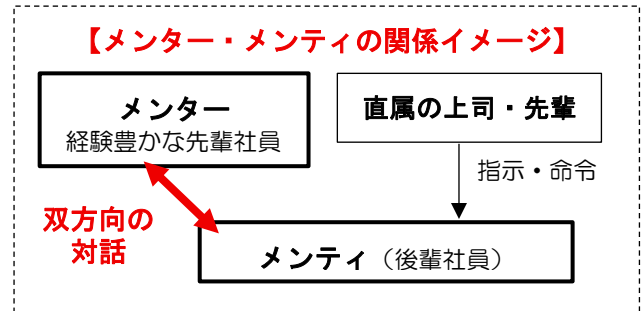 【メンター・メンティの関係イメージ】
メンター
経験豊かな先輩社員
直属の上司・先輩
指示・命令
双方向の
対話
メンティ（後輩社員）